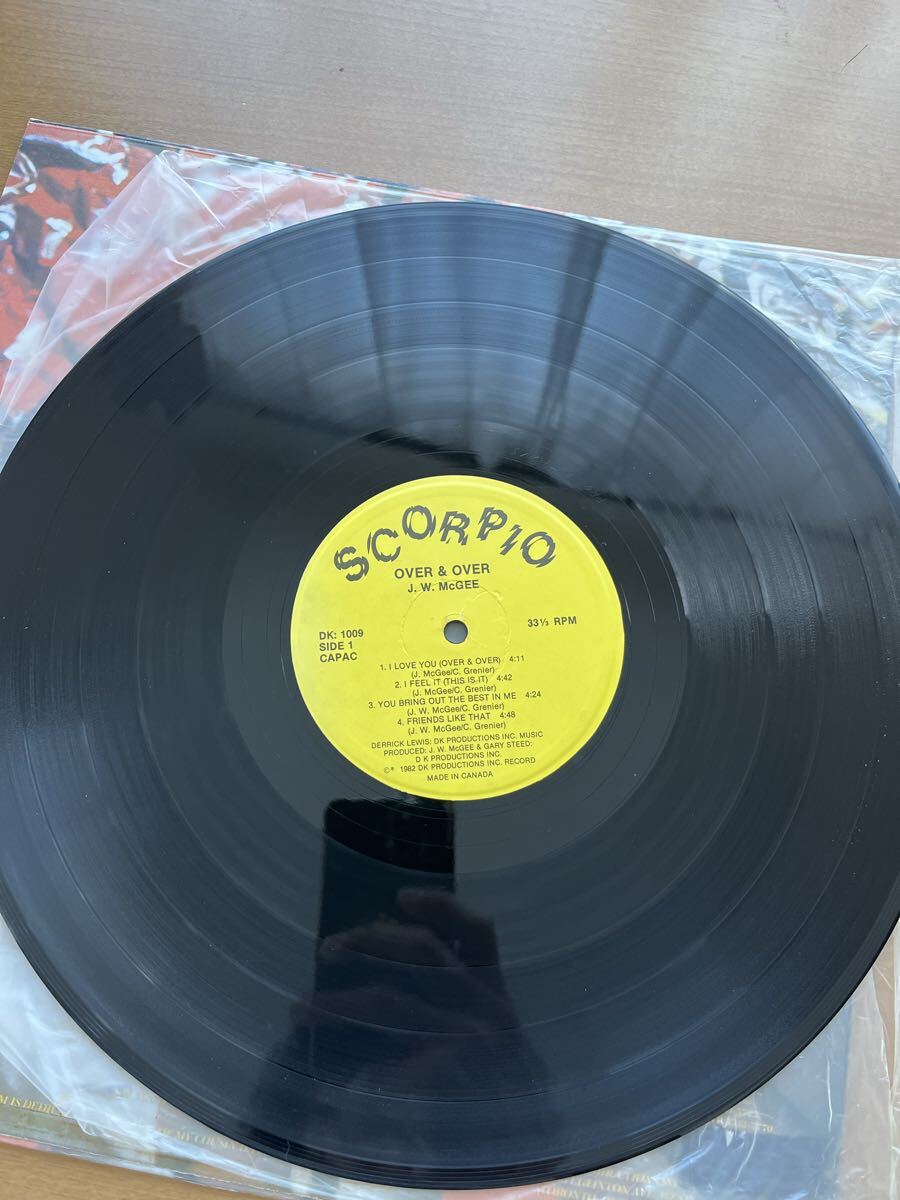 SCORPIO
OVER & OVER
J. W. McGEE
DK: 1009
SIDE 1
CAPAC
33⅓ RPM
1. I LOVE YOU (OVER & OVER) 4:11
(J. McGee/C. Grenier)
2. I FEEL IT (THIS IS IT) 4:42
(J. McGee/C. Grenier)
3. YOU BRING OUT THE BEST IN ME 4:24
(J. W. McGee/C. Grenier)
4. FRIENDS LIKE THAT 4:48
(J. W. McGee/C. Grenier)
DERRICK LEWIS: DK PRODUCTIONS INC. MUSIC
PRODUCED: J. W. McGEE & GARY STEED:
D K PRODUCTIONS INC.
©℗ 1982 DK PRODUCTIONS INC. RECORD
MADE IN CANADA